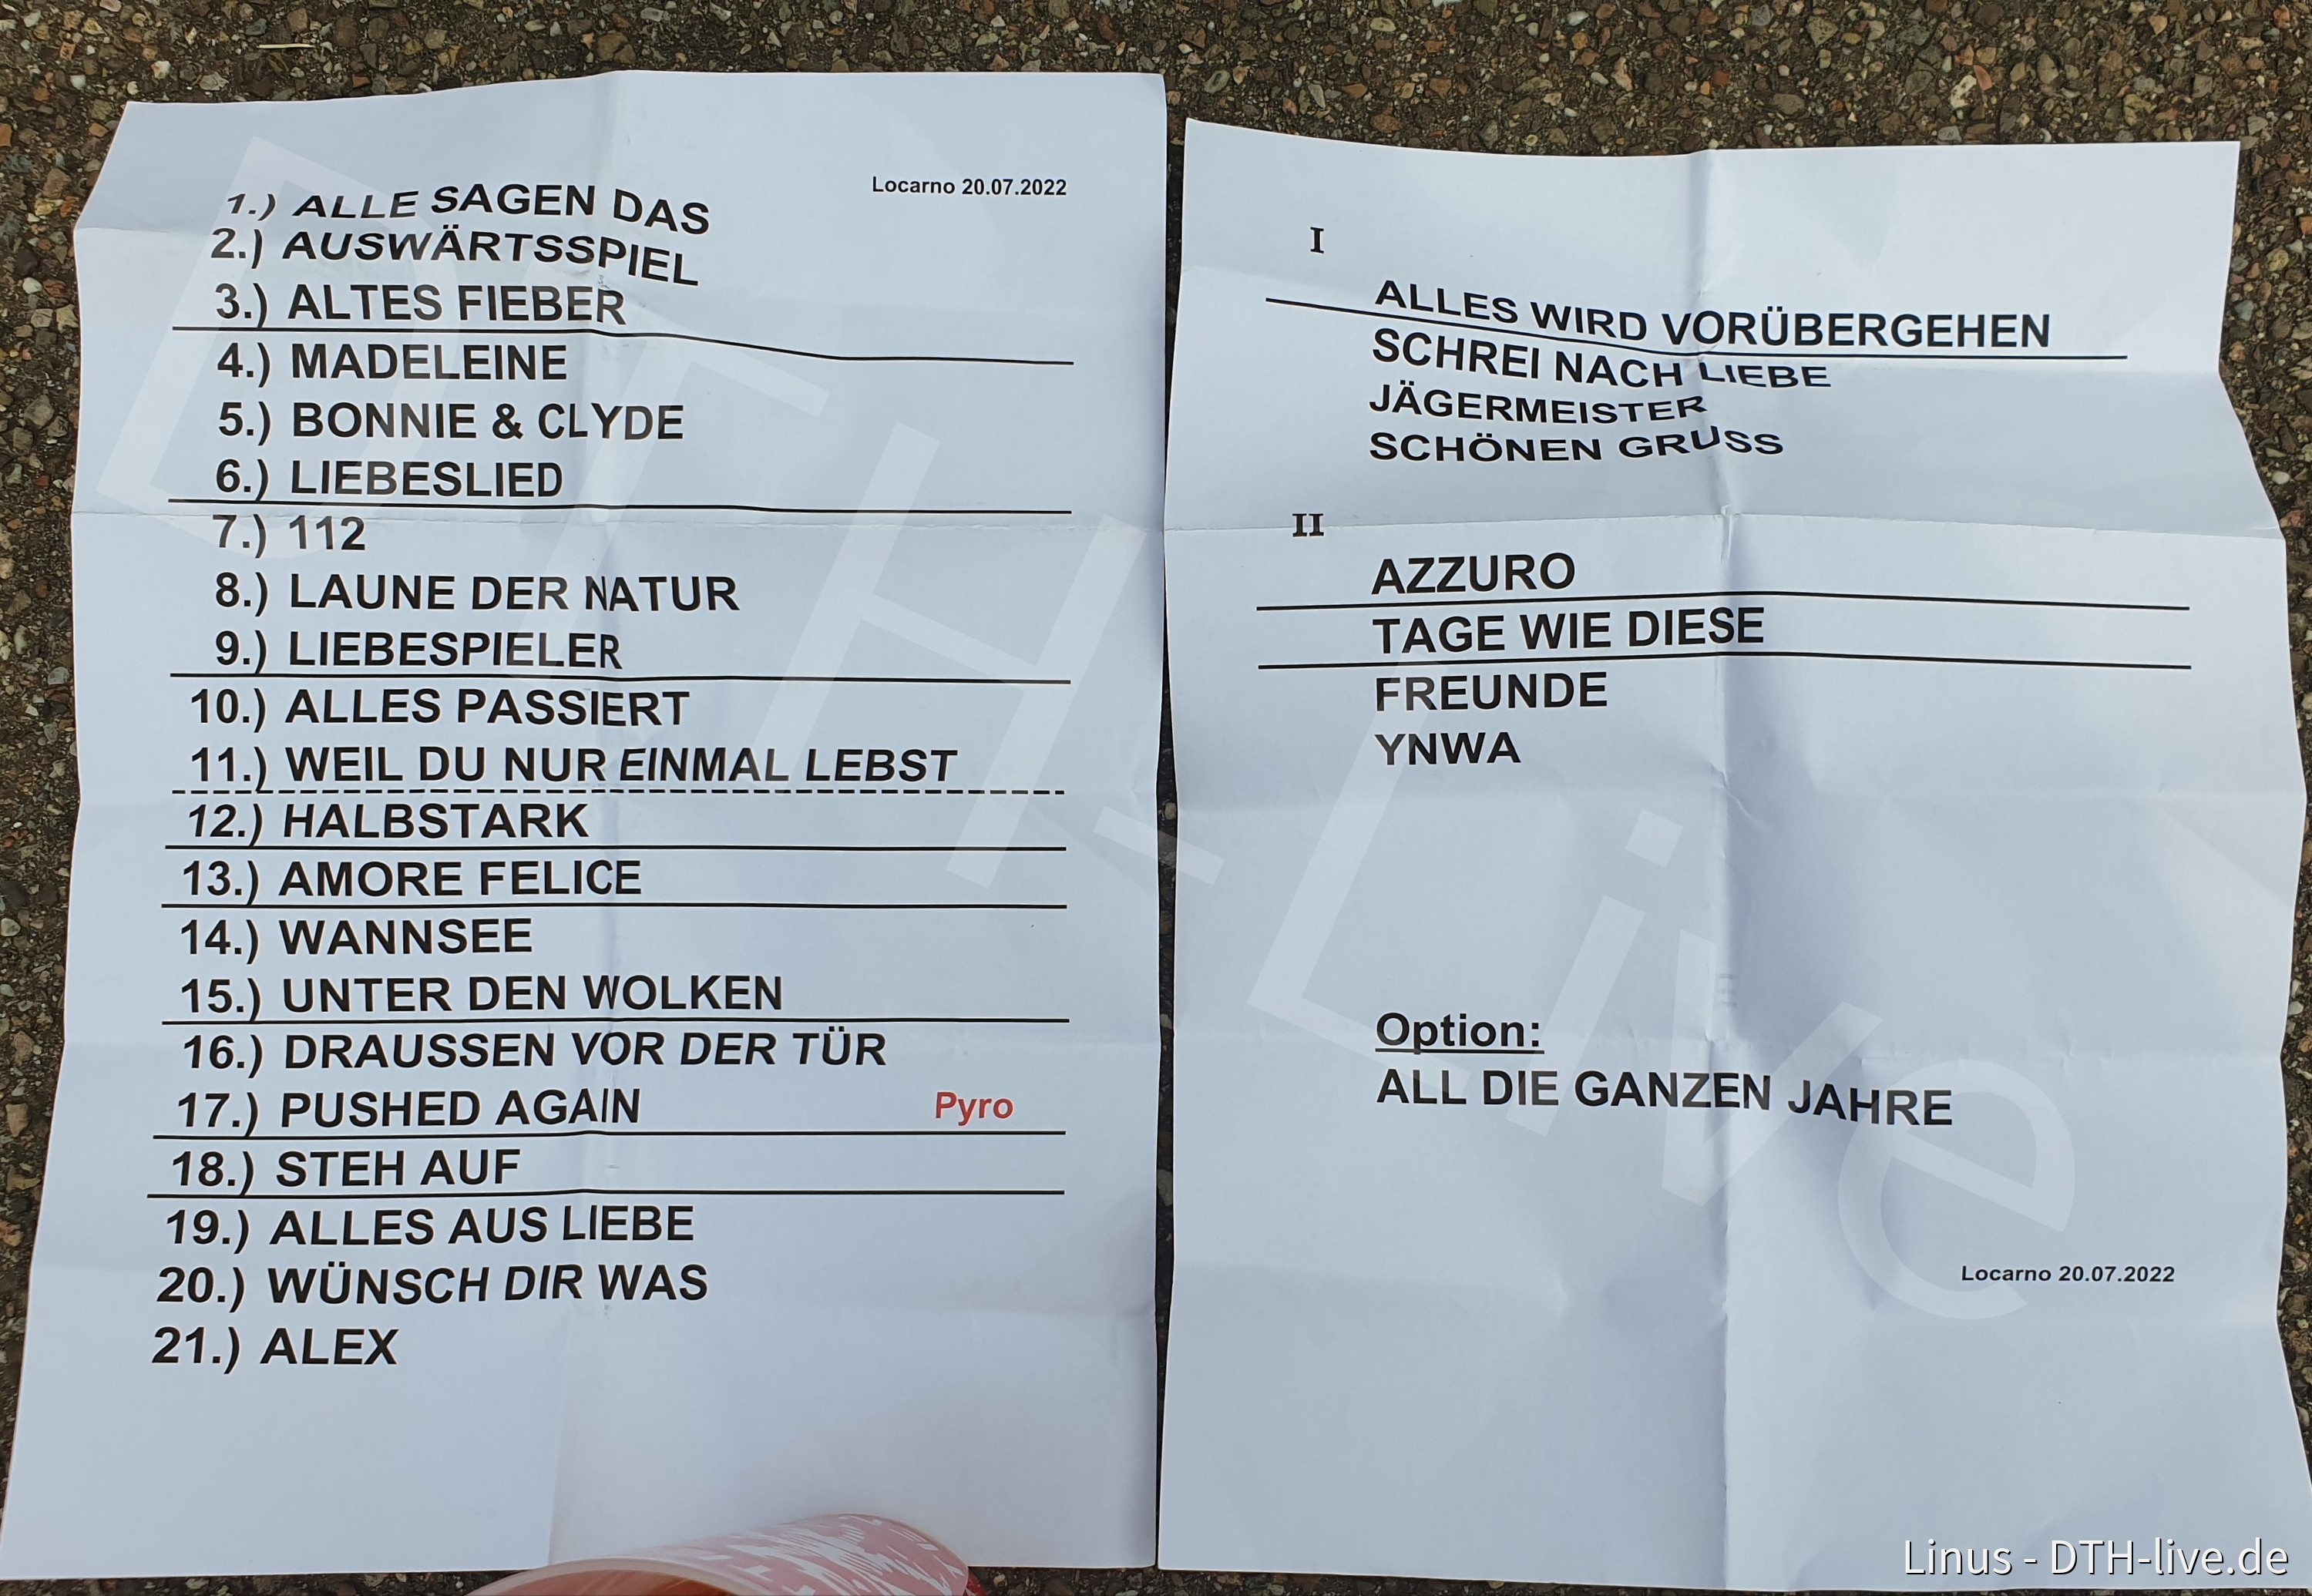 Locarno 20.07.2022
1.) ALLE SAGEN DAS
2.) AUSWÄRTSSPIEL
3.) ALTES FIEBER
4.) MADELEINE
5.) BONNIE & CLYDE
6.) LIEBESLIED
7.) 112
8.) LAUNE DER NATUR
9.) LIEBESPIELER
10.) ALLES PASSIERT
11.) WEIL DU NUR EINMAL LEBST
12.) HALBSTARK
13.) AMORE FELICE
14.) WANNSEE
15.) UNTER DEN WOLKEN
16.) DRAUSSEN VOR DER TÜR
17.) PUSHED AGAIN Pyro
18.) STEH AUF
19.) ALLES AUS LIEBE
20.) WÜNSCH DIR WAS
21.) ALEX
I
ALLES WIRD VORÜBERGEHEN
SCHREI NACH LIEBE
JÄGERMEISTER
SCHÖNEN GRUSS
II
AZZURO
TAGE WIE DIESE
FREUNDE
YNWA
Option:
ALL DIE GANZEN JAHRE
Locarno 20.07.2022
DTH-Live
Linus - DTH-live.de